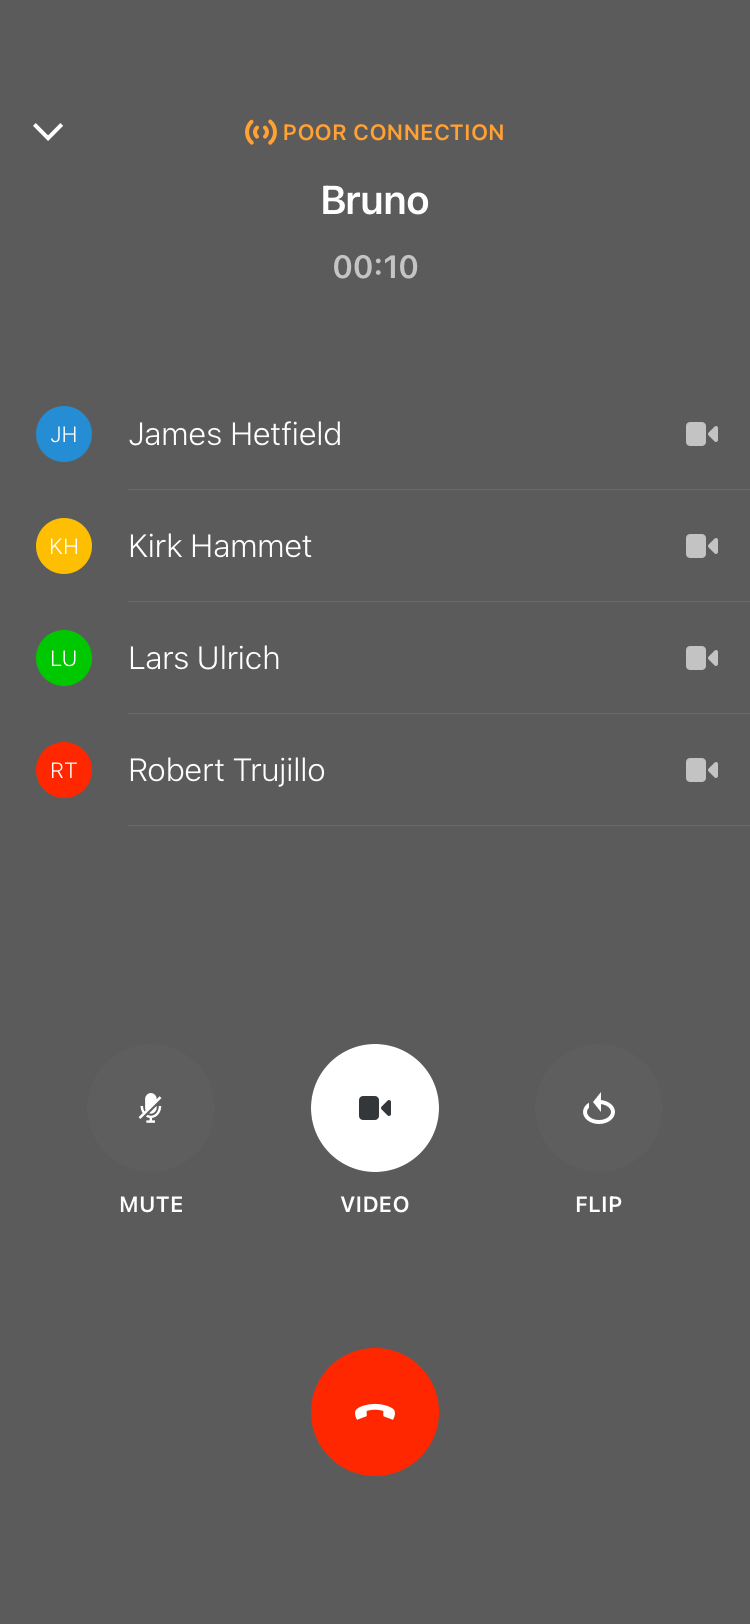 POOR CONNECTION
Bruno
00:10
JH James Hetfield
KH Kirk Hammet
LU Lars Ulrich
RT Robert Trujillo
MUTE VIDEO FLIP